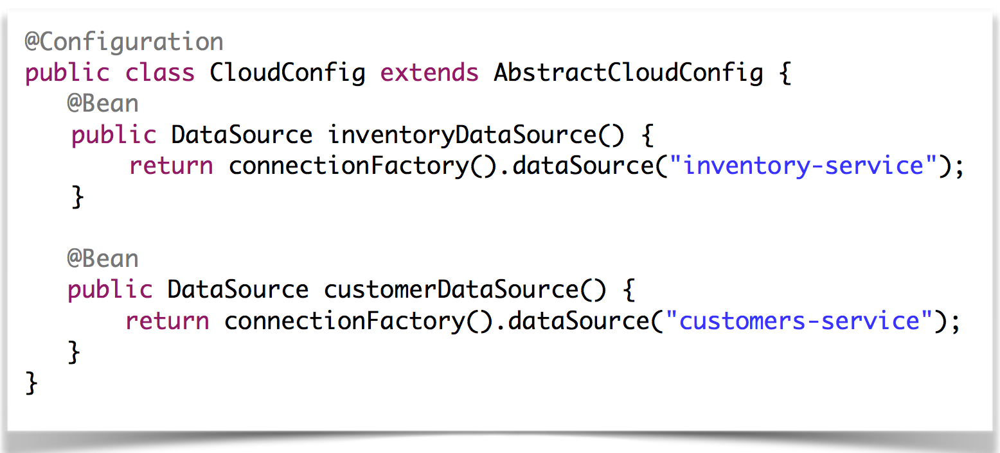 @Configuration
public class CloudConfig extends AbstractCloudConfig {
@Bean
public DataSource inventoryDataSource() {
return connectionFactory().dataSource("inventory-service");
}
@Bean
public DataSource customerDataSource() {
return connectionFactory().dataSource("customers-service");
}
}